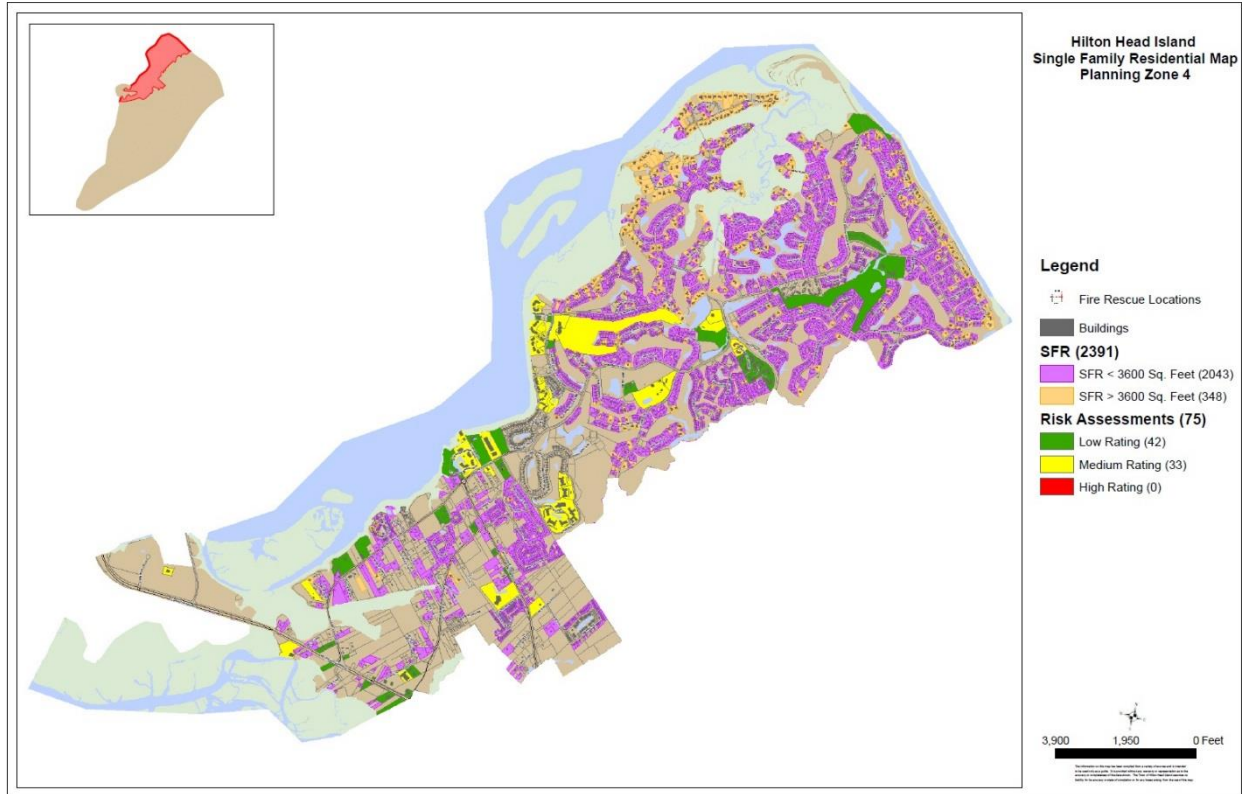 Hilton Head Island
Single Family Residential Map
Planning Zone 4
Legend
Fire Rescue Locations
Buildings
SFR (2391)
SFR < 3600 Sq. Feet (2043)
SFR > 3600 Sq. Feet (348)
Risk Assessments (75)
Low Rating (42)
Medium Rating (33)
High Rating (0)
3,900 1,950 0 Feet